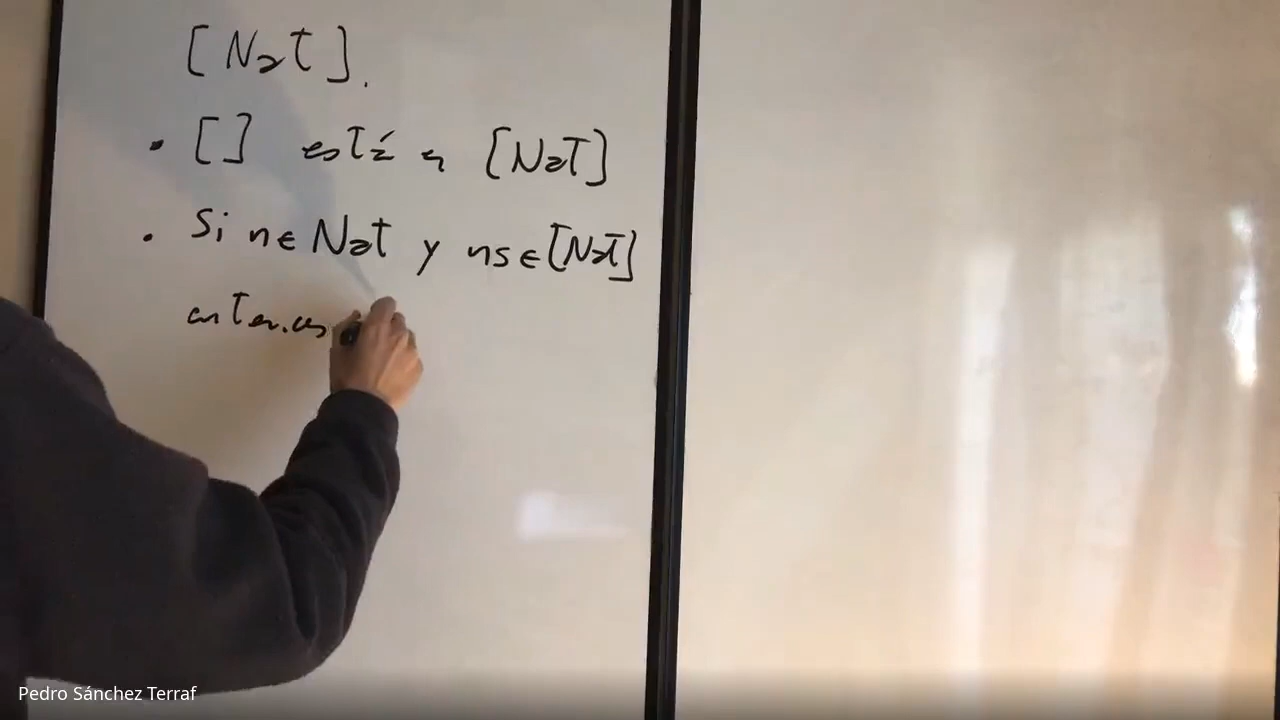 [Nat].
• [] está en [Nat]
• Si n∈Nat y ns∈[Nat]
entonces
Pedro Sánchez Terraf